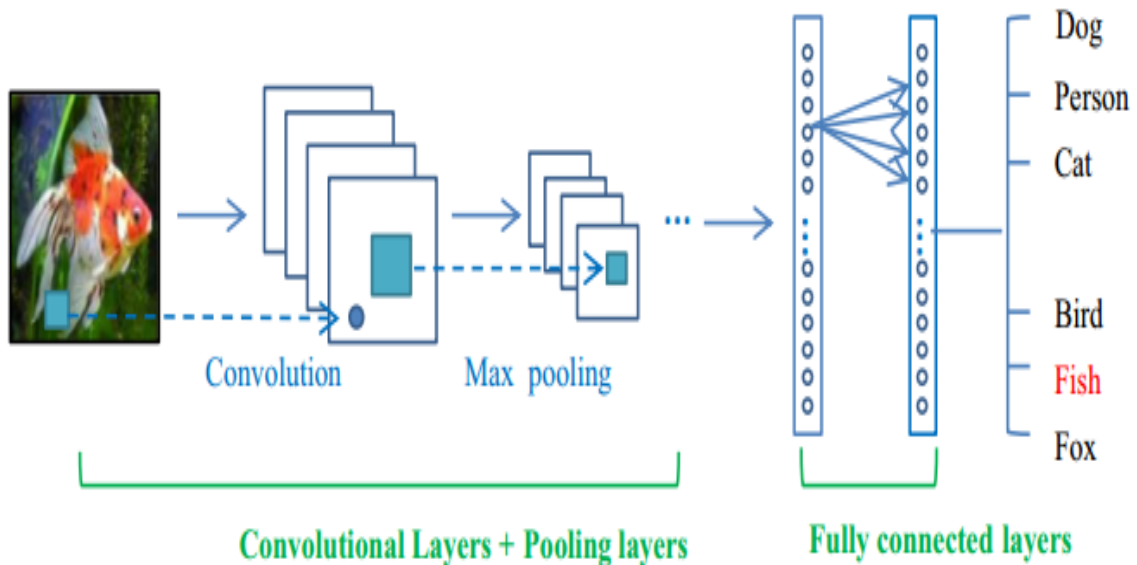 Dog
Person
Cat
...
Bird
Fish
Fox
Convolution
Max pooling
Convolutional Layers + Pooling layers
Fully connected layers